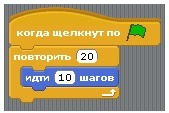 когда щелкнут по
повторить 20
идти 10 шагов